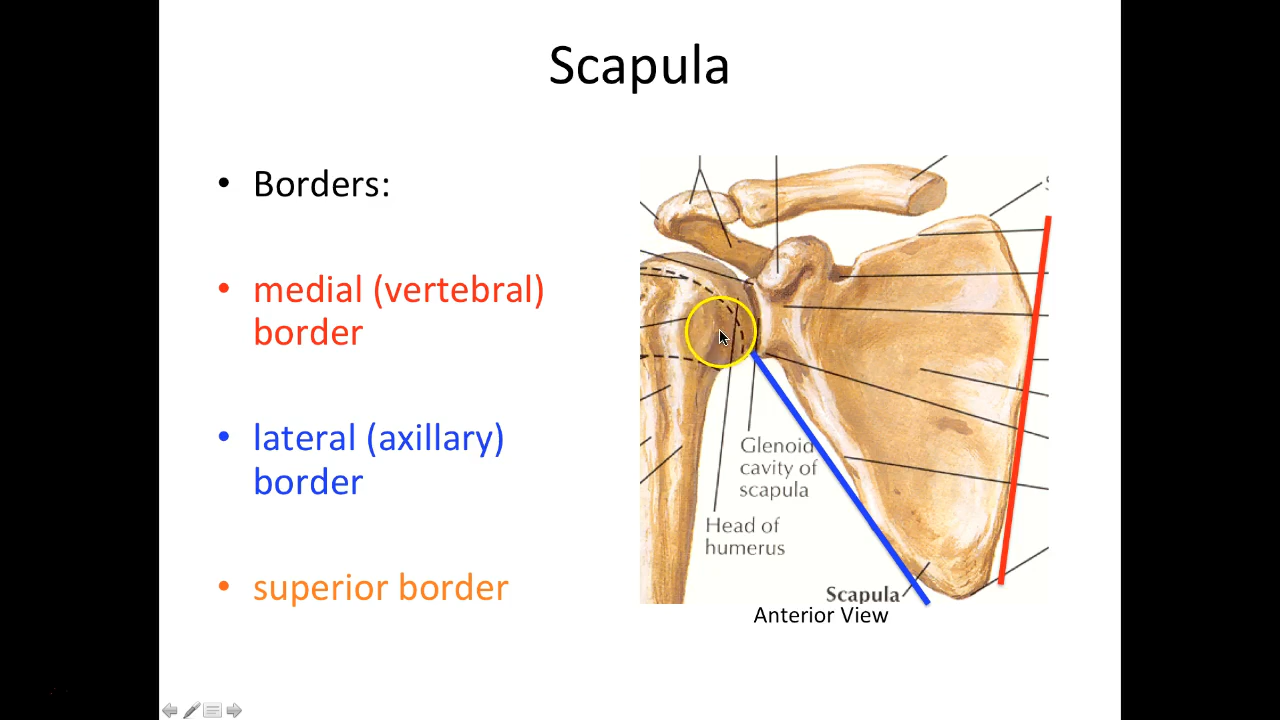 Scapula
• Borders:
• medial (vertebral)
border
• lateral (axillary)
border
• superior border
Glenoid
cavity of
scapula
Head of
humerus
Scapula
Anterior View